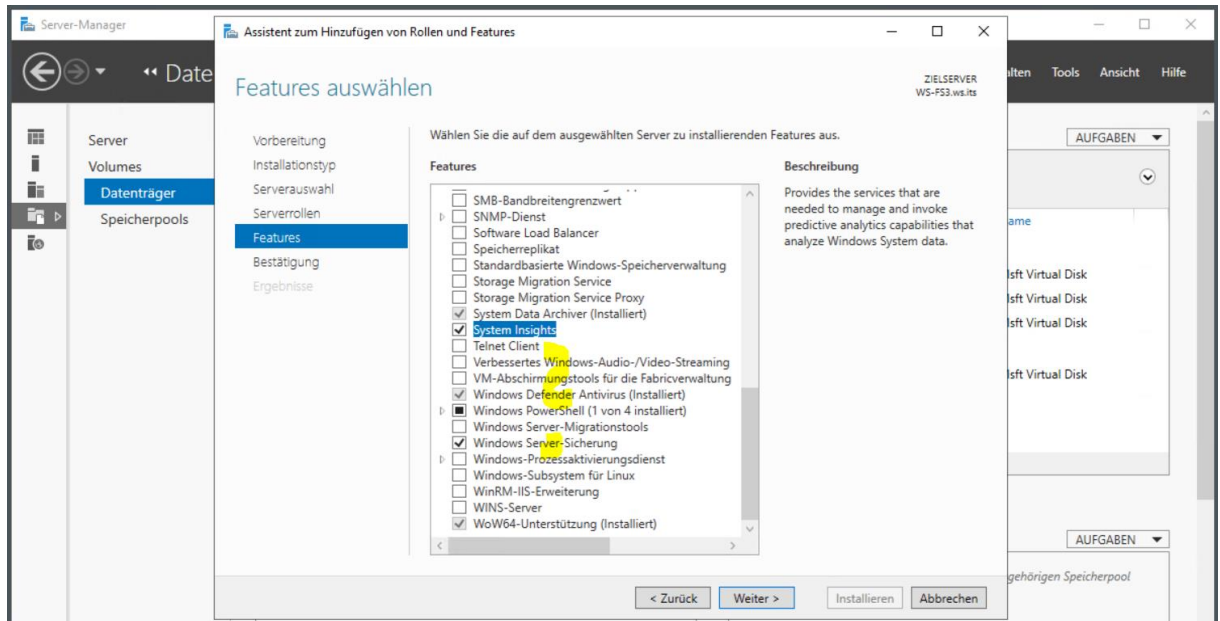 Server-Manager
Assistent zum Hinzufügen von Rollen und Features
Date
alten Tools Ansicht Hilfe
Features auswählen
ZIELSERVER
WS-FS3.ws.its
Server
Volumes
Datenträger
Speicherpools
Vorbereitung
Installationstyp
Serverauswahl
Serverrollen
Features
Bestätigung
Ergebnisse
Wählen Sie die auf dem ausgewählten Server zu installierenden Features aus.
Features
SMB-Bandbreitengrenzwert
SNMP-Dienst
Software Load Balancer
Speicherreplikat
Standardbasierte Windows-Speicherverwaltung
Storage Migration Service
Storage Migration Service Proxy
System Data Archiver (Installiert)
System Insights
Telnet Client
Verbessertes Windows-Audio-/Video-Streaming
VM-Abschirmungstools für die Fabricverwaltung
Windows Defender Antivirus (Installiert)
Windows PowerShell (1 von 4 installiert)
Windows Server-Migrationstools
Windows Server-Sicherung
Windows-Prozessaktivierungsdienst
Windows-Subsystem für Linux
WinRM-IIS-Erweiterung
WINS-Server
WoW64-Unterstützung (Installiert)
Beschreibung
Provides the services that are
needed to manage and invoke
predictive analytics capabilities that
analyze Windows System data.
AUFGABEN
ame
Isft Virtual Disk
Isft Virtual Disk
Isft Virtual Disk
Isft Virtual Disk
AUFGABEN
gehörigen Speicherpool
< Zurück
Weiter >
Installieren
Abbrechen